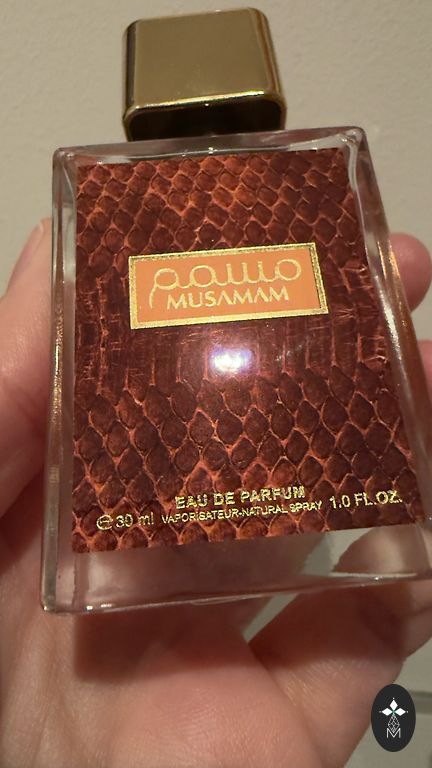 مسمم
MUSAMAM
EAU DE PARFUM
℮ 30 ml VAPORISATEUR-NATURAL SPRAY 1.0 FL.OZ.
M